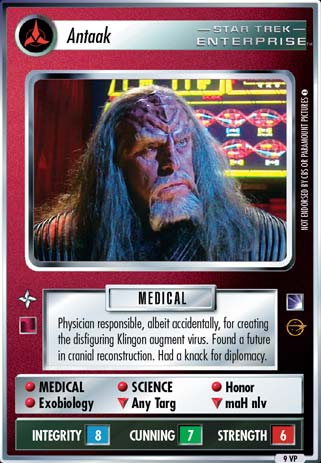 Antaak
STAR TREK
ENTERPRISE™
NOT ENDORSED BY CBS OR PARAMOUNT PICTURES
MEDICAL
Physician responsible, albeit accidentally, for creating
the disfiguring Klingon augment virus. Found a future
in cranial reconstruction. Had a knack for diplomacy.
MEDICAL SCIENCE Honor
Exobiology Any Targ maH nIv
INTEGRITY 8 CUNNING 7 STRENGTH 6
9 VP